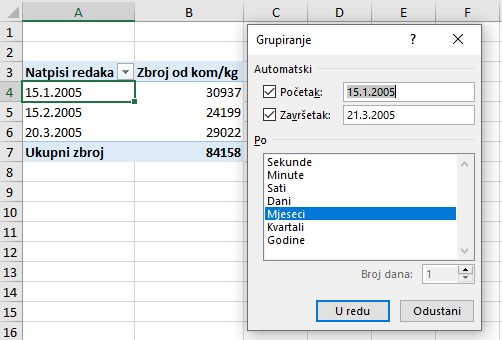 A B C D E F
1
2
3 Natpisi redaka Zbroj od kom/kg
4 15.1.2005 30937
5 15.2.2005 24199
6 20.3.2005 29022
7 Ukupni zbroj 84158
8
9
10
11
12
13
14
15
16
Grupiranje ? ×
Automatski
Početak: 15.1.2005
Završetak: 21.3.2005
Po
Sekunde
Minute
Sati
Dani
Mjeseci
Kvartali
Godine
Broj dana: 1
U redu Odustani